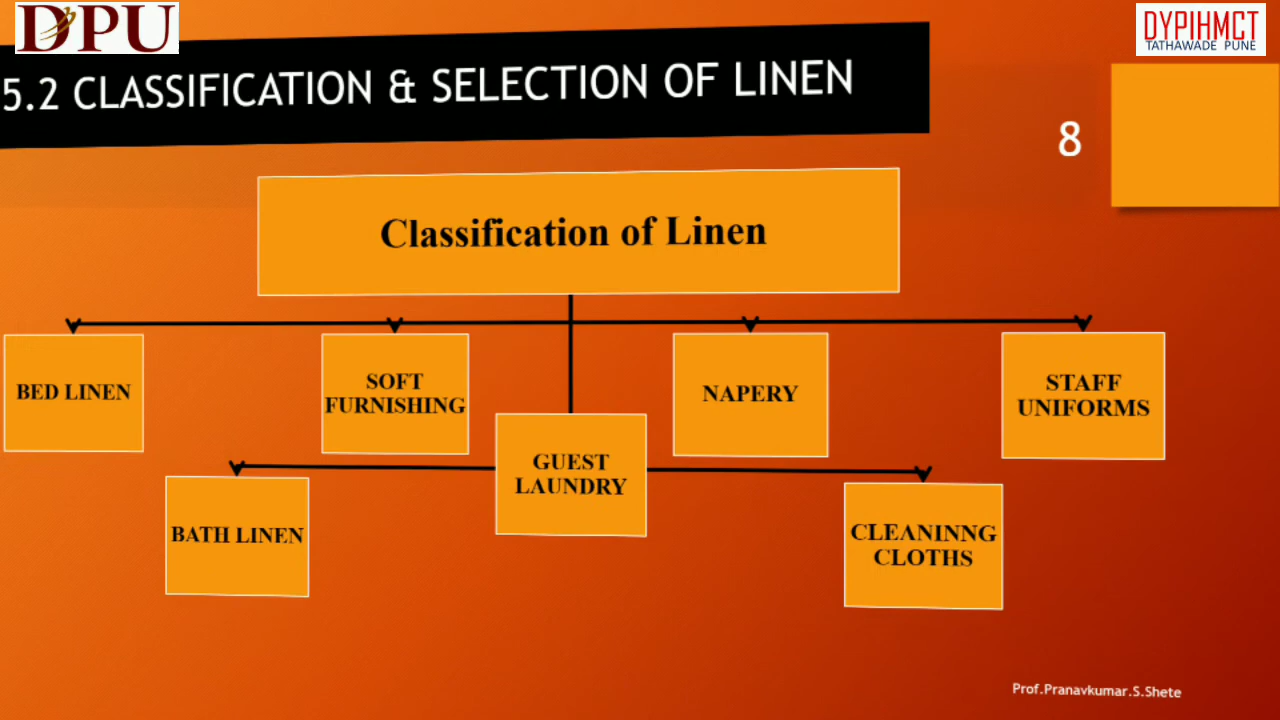 DPU
DYPIHMCT
TATHAWADE PUNE
5.2 CLASSIFICATION & SELECTION OF LINEN
8
Classification of Linen
BED LINEN
SOFT
FURNISHING
NAPERY
STAFF
UNIFORMS
GUEST
LAUNDRY
BATH LINEN
CLEANINNG
CLOTHS
Prof.Pranavkumar.S.Shete